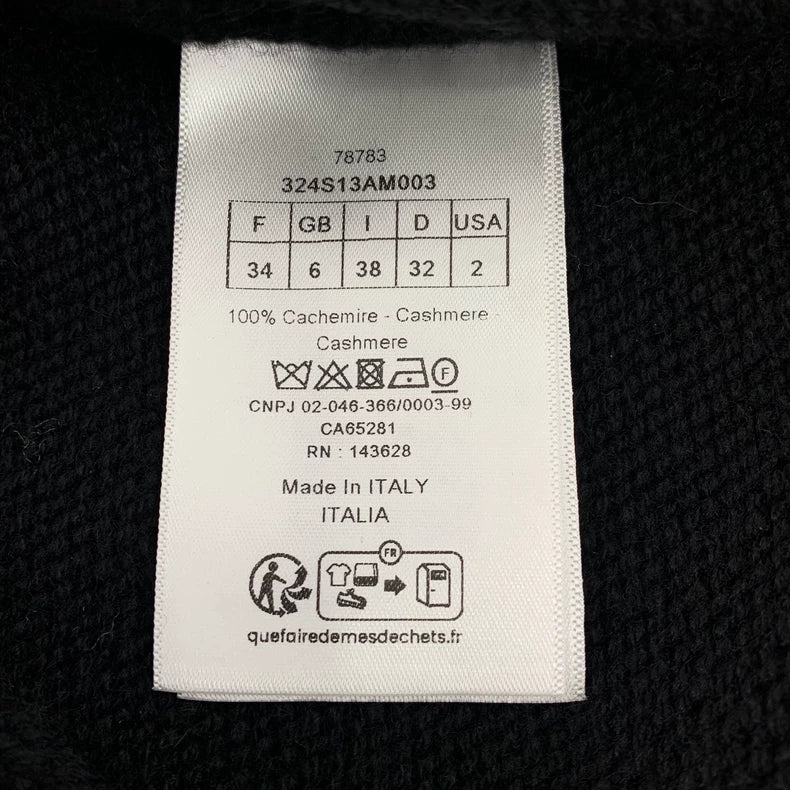 78783
324S13AM003
F GB I D USA
34 6 38 32 2
100% Cachemire - Cashmere -
Cashmere
F
CNPJ 02-046-366/0003-99
CA65281
RN : 143628
Made In ITALY
ITALIA
FR
quefairedemesdechets.fr